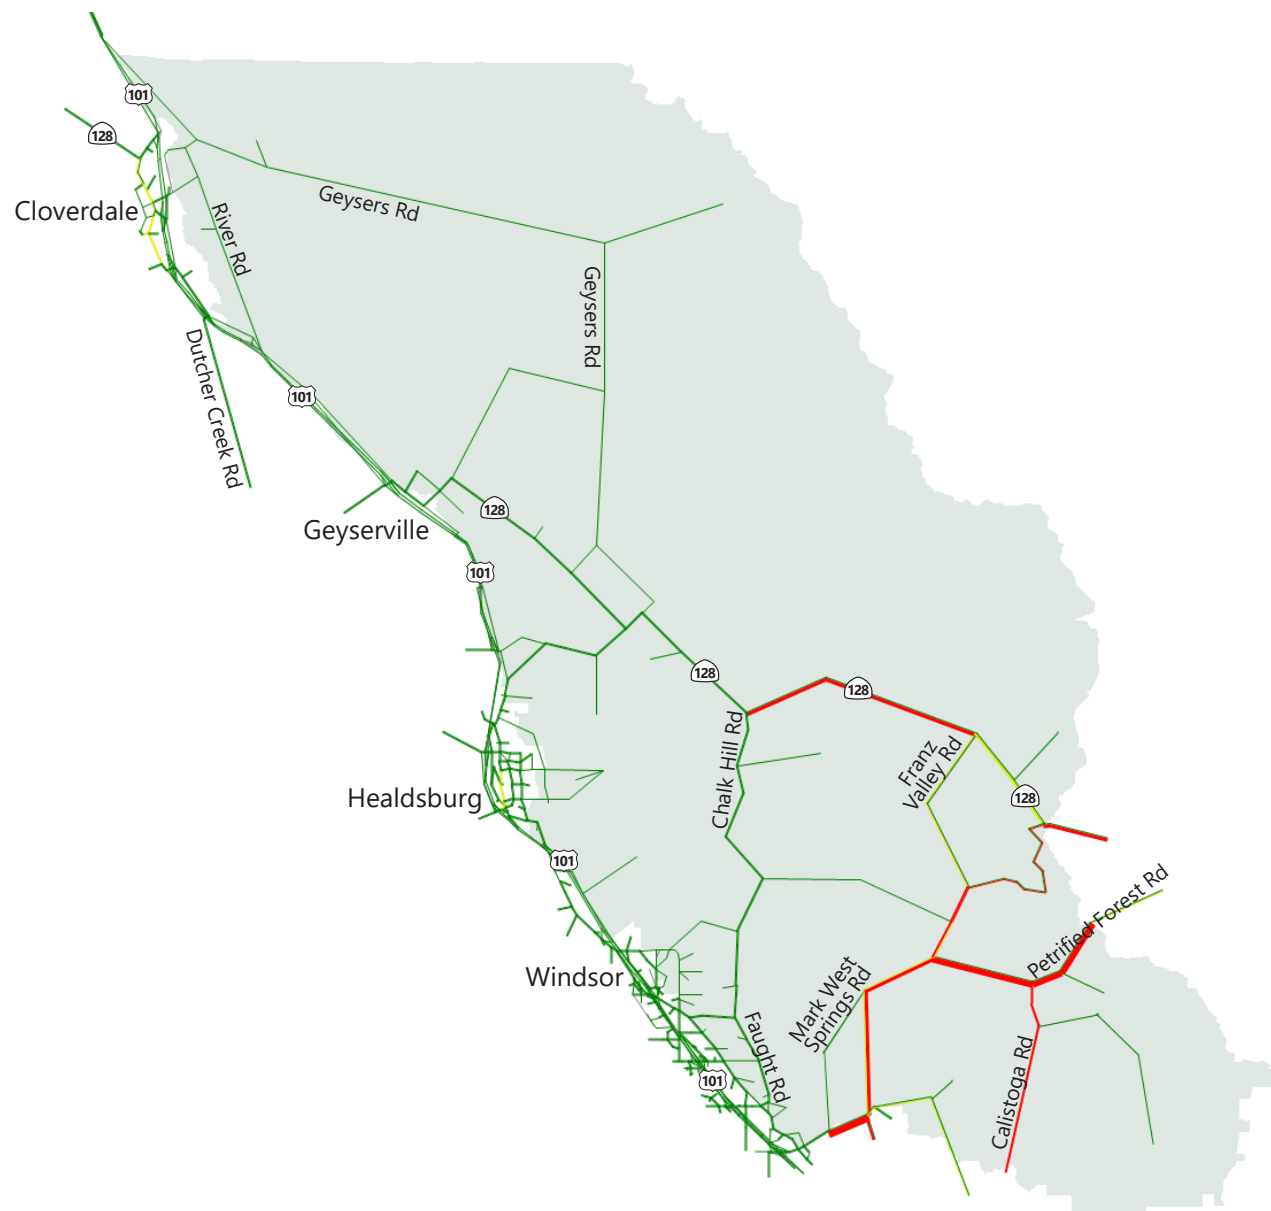 101
128
Cloverdale
Geysers Rd
River Rd
Geysers Rd
Dutcher Creek Rd
101
128
Geyserville
101
128
128
Chalk Hill Rd
Franz
Valley Rd
128
Healdsburg
101
Petrified Forest Rd
Windsor
Mark West
Springs Rd
Faught Rd
Calistoga Rd
101